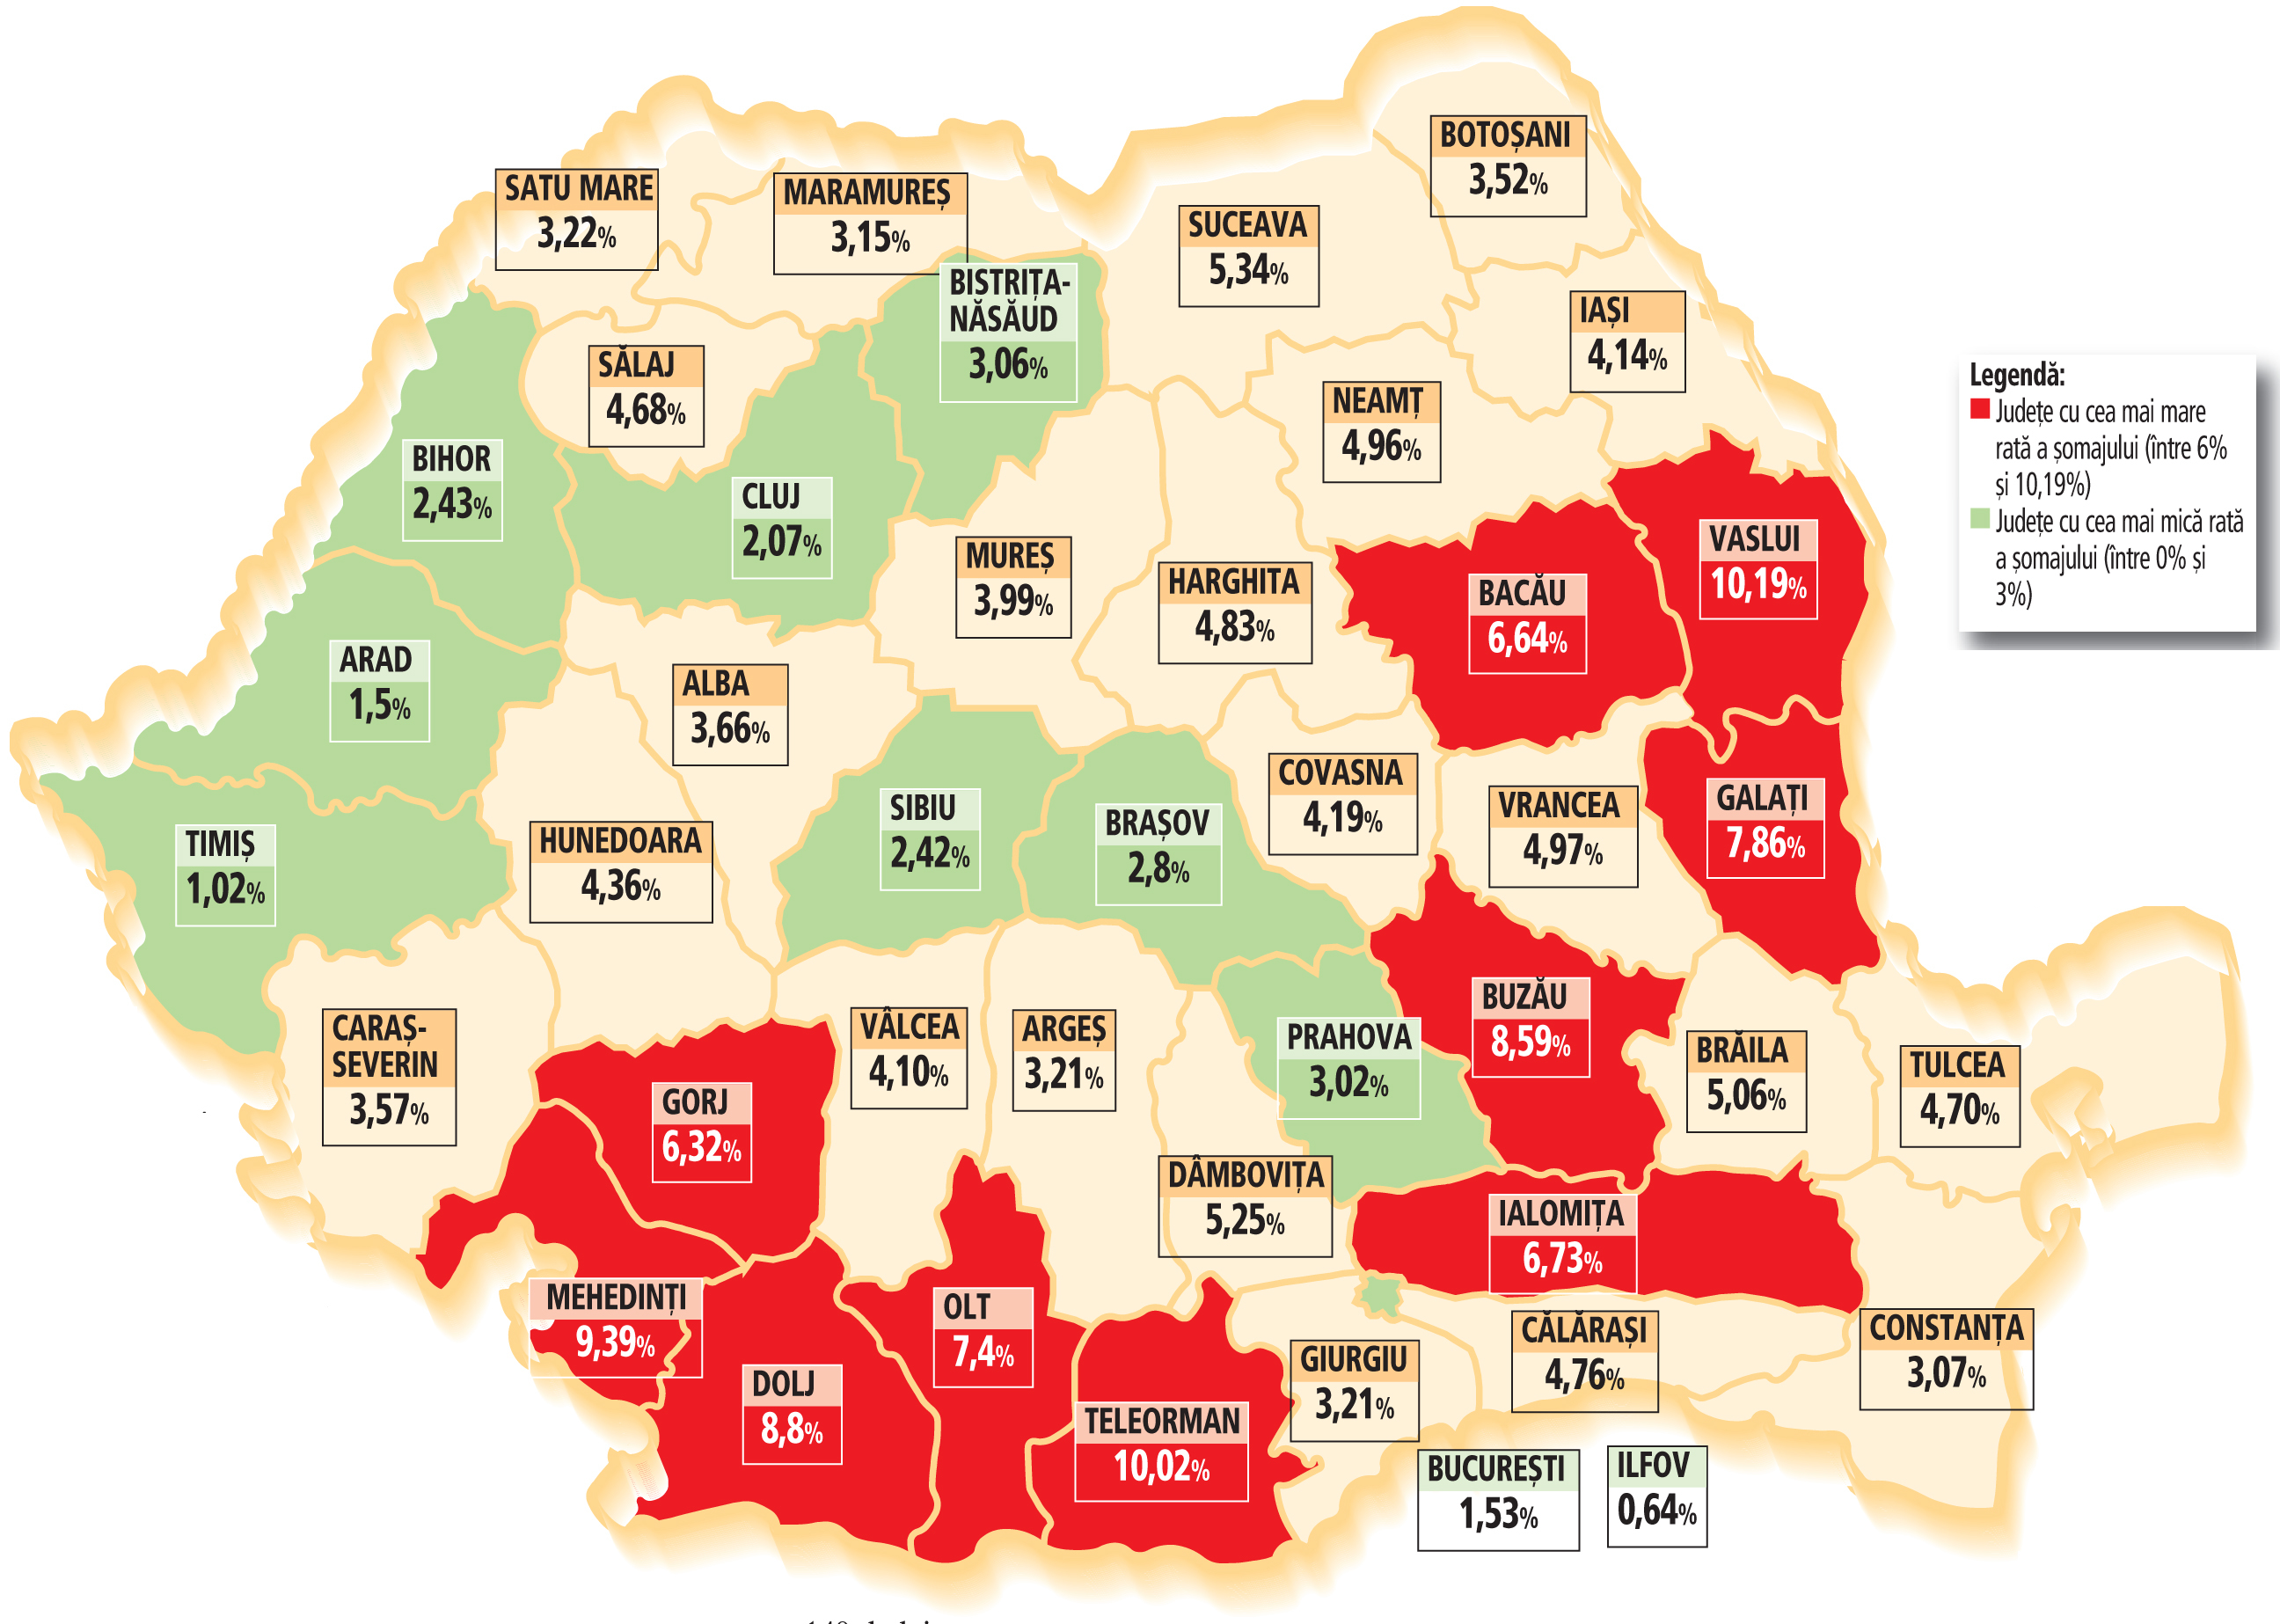 BOTOȘANI
3,52%
SATU MARE
3,22%
MARAMUREȘ
3,15%
SUCEAVA
5,34%
BISTRIȚA-
NĂSĂUD
3,06%
IAȘI
4,14%
SĂLAJ
4,68%
NEAMȚ
4,96%
BIHOR
2,43%
CLUJ
2,07%
MUREȘ
3,99%
HARGHITA
4,83%
BACĂU
6,64%
VASLUI
10,19%
Legendă:
Județe cu cea mai mare
rată a șomajului (între 6%
și 10,19%)
Județe cu cea mai mică rată
a șomajului (între 0% și
3%)
ARAD
1,5%
ALBA
3,66%
COVASNA
4,19%
VRANCEA
4,97%
GALAȚI
7,86%
TIMIȘ
1,02%
HUNEDOARA
4,36%
SIBIU
2,42%
BRAȘOV
2,8%
BUZĂU
8,59%
CARAȘ-
SEVERIN
3,57%
VÂLCEA
4,10%
ARGEȘ
3,21%
PRAHOVA
3,02%
BRĂILA
5,06%
TULCEA
4,70%
GORJ
6,32%
DÂMBOVIȚA
5,25%
IALOMIȚA
6,73%
MEHEDINȚI
9,39%
OLT
7,4%
CĂLĂRAȘI
4,76%
CONSTANȚA
3,07%
GIURGIU
3,21%
DOLJ
8,8%
TELEORMAN
10,02%
BUCUREȘTI
1,53%
ILFOV
0,64%